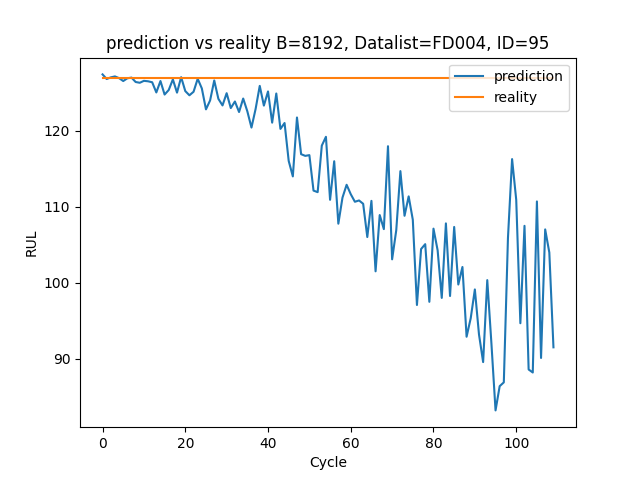 prediction vs reality B=8192, Datalist=FD004, ID=95
prediction
reality
RUL
120
110
100
90
0
20
40
60
80
100
Cycle